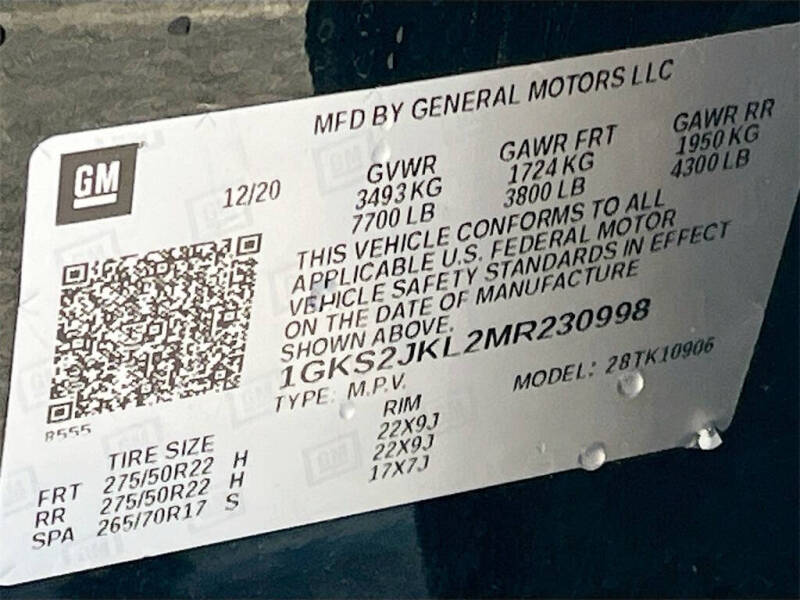 MFD BY GENERAL MOTORS LLC
GM
12/20
GVWR
3493 KG
7700 LB
GAWR FRT
1724 KG
3800 LB
GAWR RR
1950 KG
4300 LB
THIS VEHICLE CONFORMS TO ALL
APPLICABLE U.S. FEDERAL MOTOR
VEHICLE SAFETY STANDARDS IN EFFECT
ON THE DATE OF MANUFACTURE
SHOWN ABOVE.
1GKS2JKL2MR230998
TYPE: M.P.V.
MODEL: 28TK10906
8555
TIRE SIZE
RIM
FRT 275/50R22 H 22X9J
RR 275/50R22 H 22X9J
SPA 265/70R17 S 17X7J